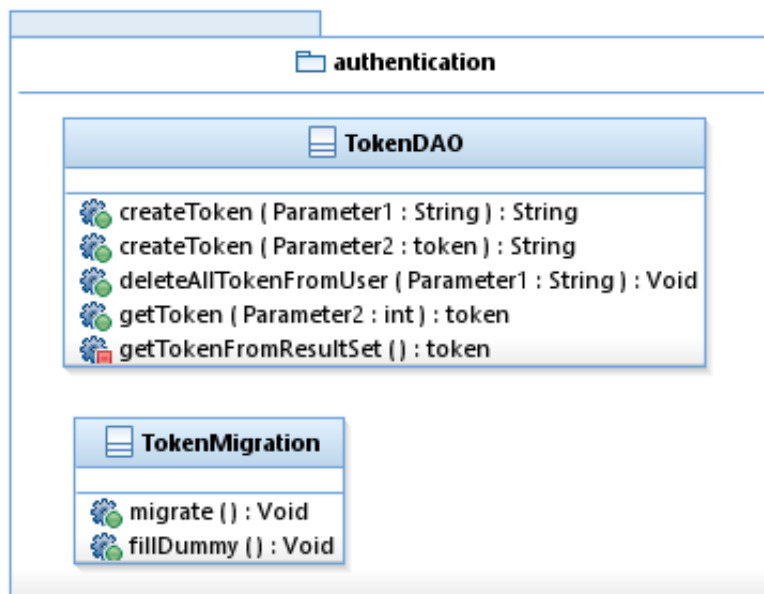 authentication
TokenDAO
createToken ( Parameter1 : String ) : String
createToken ( Parameter2 : token ) : String
deleteAllTokenFromUser ( Parameter1 : String ) : Void
getToken ( Parameter2 : int ) : token
getTokenFromResultSet ( ) : token
TokenMigration
migrate ( ) : Void
fillDummy ( ) : Void